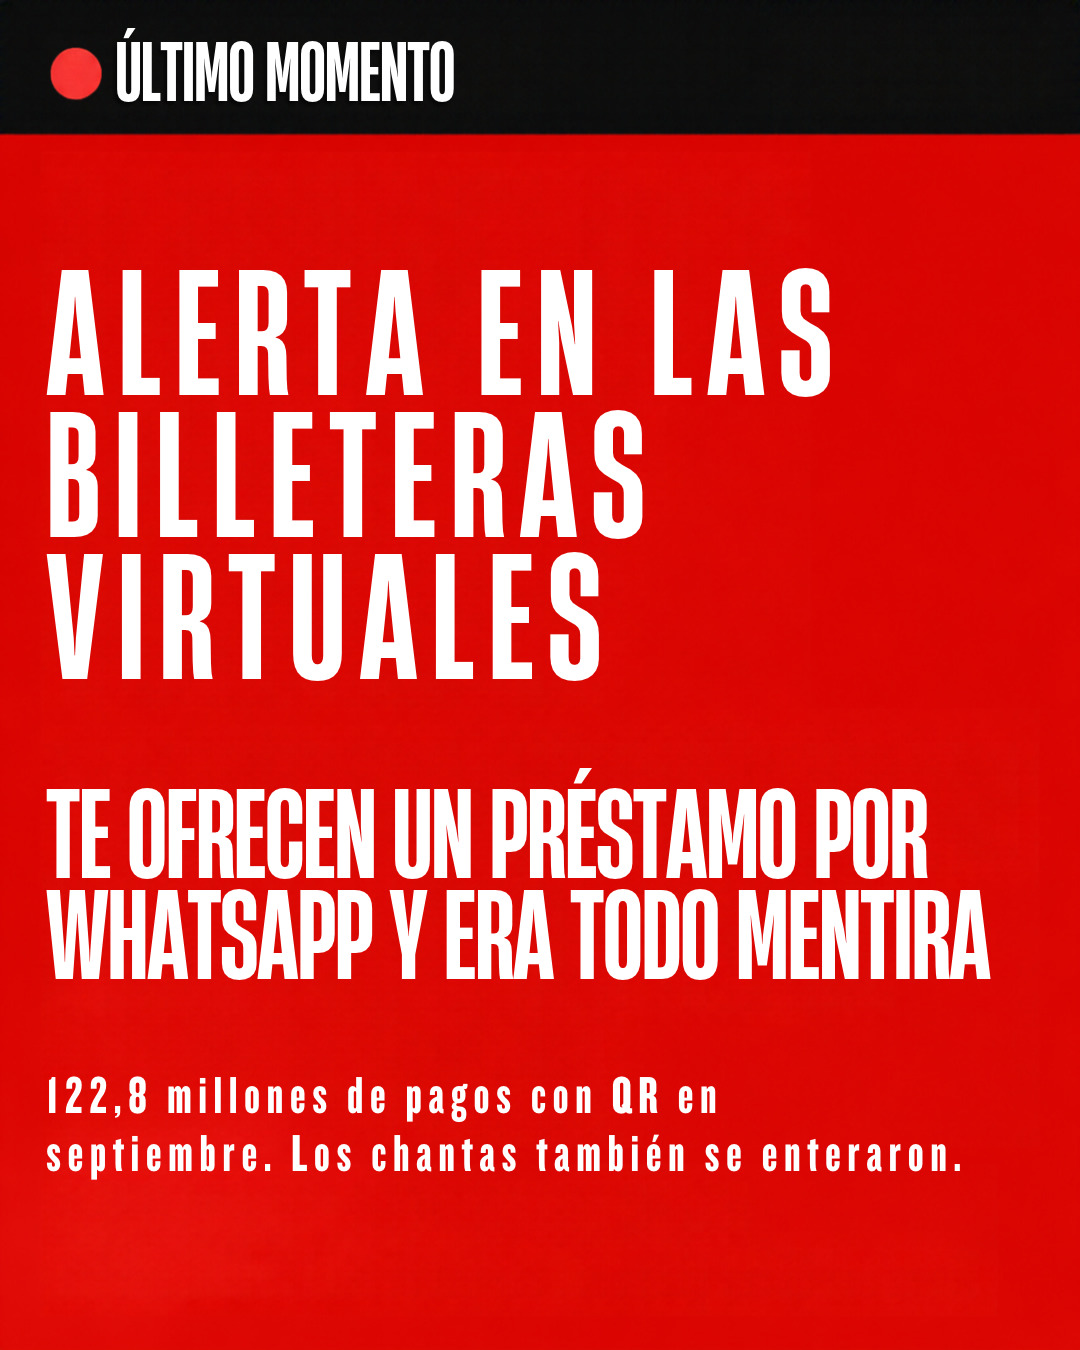 ÚLTIMO MOMENTO
ALERTA EN LAS
BILLETERAS
VIRTUALES
TE OFRECEN UN PRÉSTAMO POR
WHATSAPP Y ERA TODO MENTIRA
122,8 millones de pagos con QR en
septiembre. Los chantas también se enteraron.